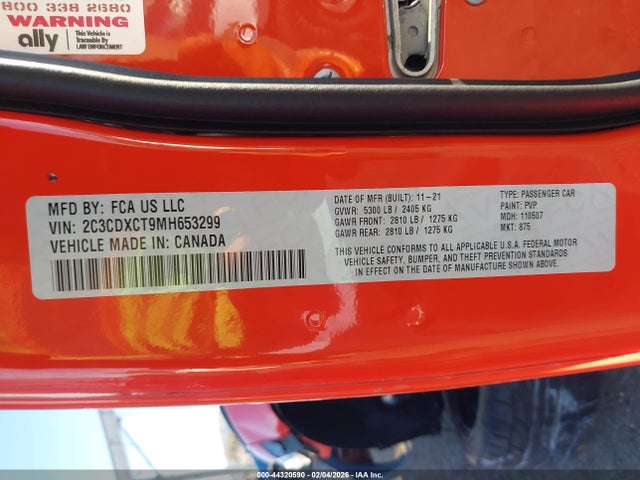 800 338 2680
WARNING
ally
This Vehicle is
Traceable By
LAW ENFORCEMENT
MFD BY: FCA US LLC
VIN: 2C3CDXCT9MH653299
VEHICLE MADE IN: CANADA
DATE OF MFR (BUILT): 11-21
GVWR: 5300 LB / 2405 KG
GAWR FRONT: 2810 LB / 1275 KG
GAWR REAR: 2810 LB / 1275 KG
TYPE: PASSENGER CAR
PAINT: PVP
MDH: 110507
MKT: 875
THIS VEHICLE CONFORMS TO ALL APPLICABLE U.S.A. FEDERAL MOTOR
VEHICLE SAFETY, BUMPER, AND THEFT PREVENTION STANDARDS
IN EFFECT ON THE DATE OF MANUFACTURE SHOWN ABOVE.
000-44320590 - 02/04/2026 - IAA Inc.